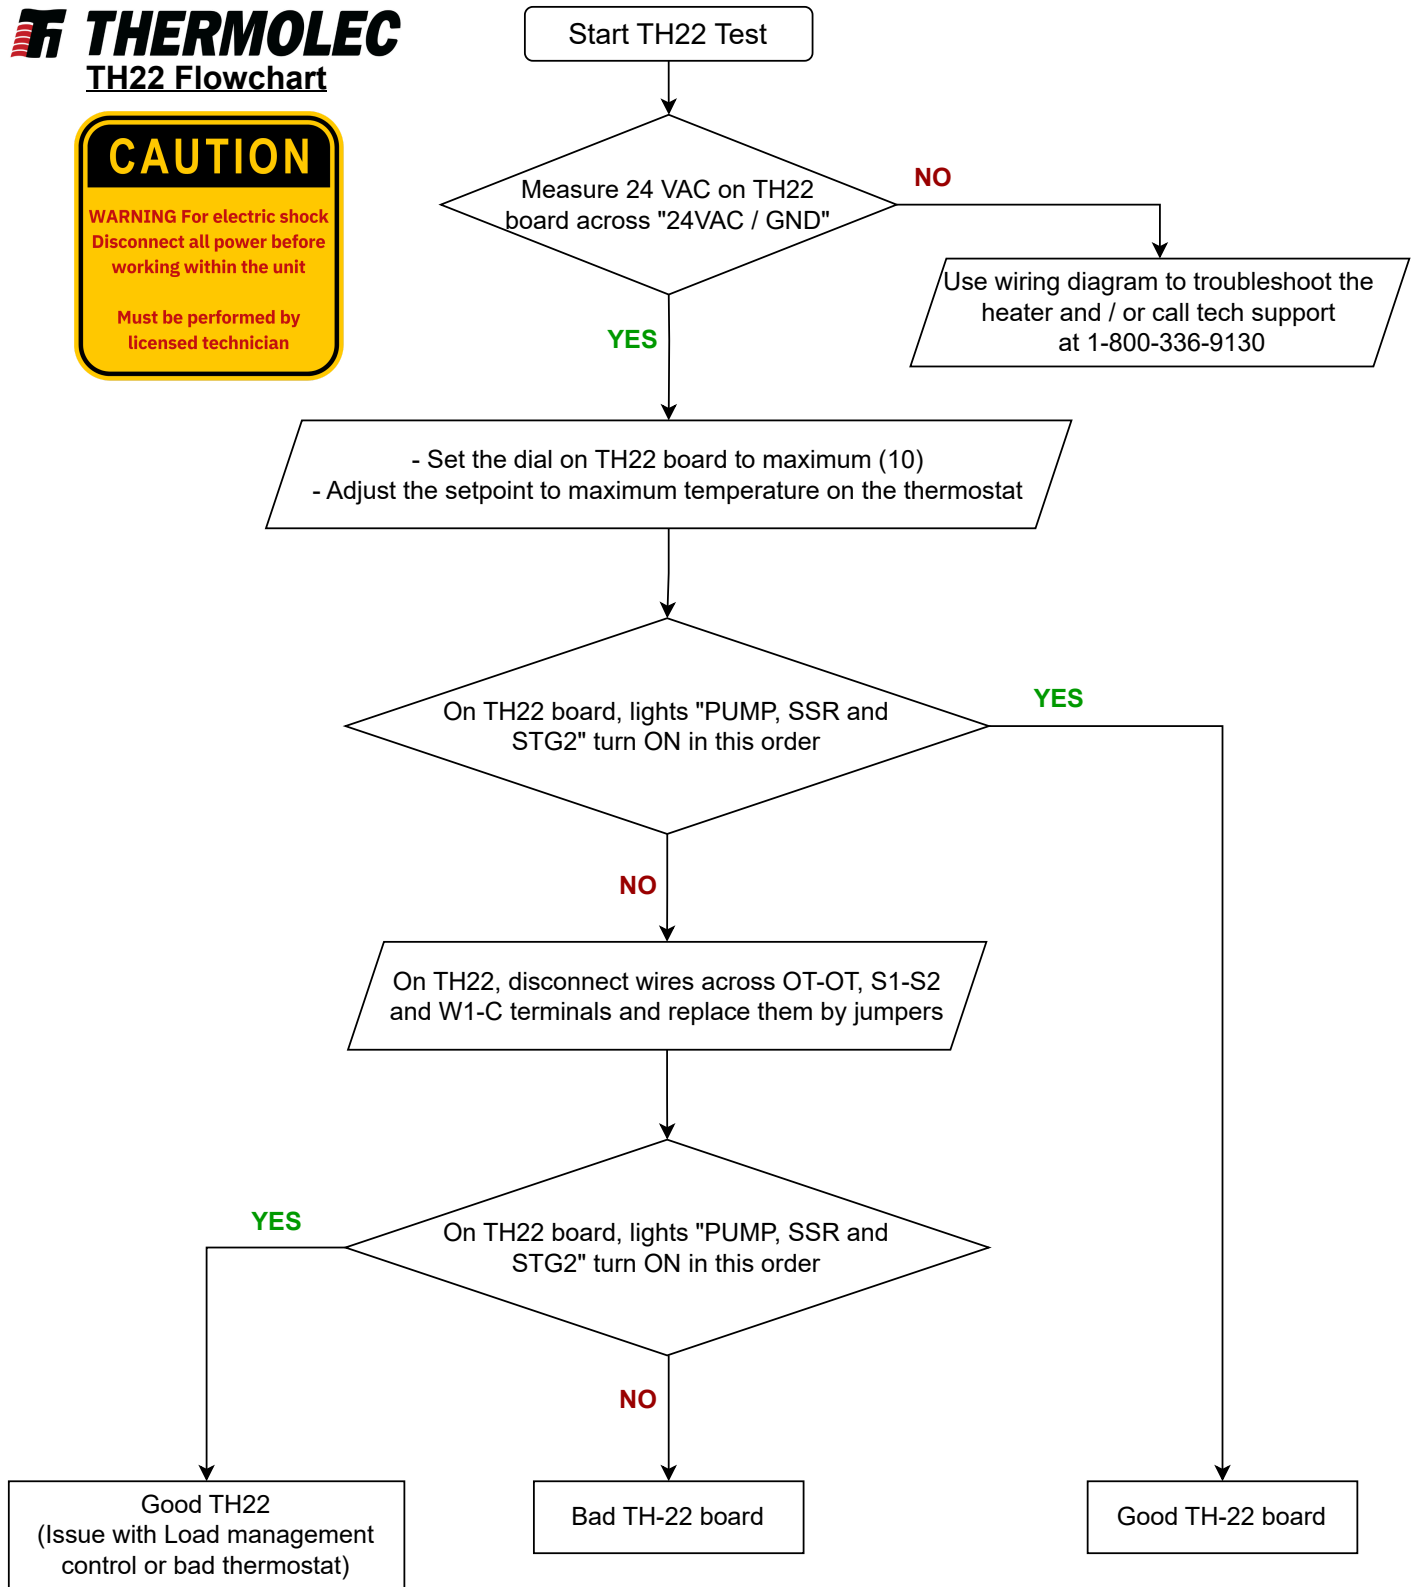 THERMOLEC
TH22 Flowchart
CAUTION
WARNING For electric shock
Disconnect all power before
working within the unit
Must be performed by
licensed technician
Start TH22 Test
Measure 24 VAC on TH22
board across "24VAC / GND"
NO
Use wiring diagram to troubleshoot the
heater and / or call tech support
at 1-800-336-9130
YES
- Set the dial on TH22 board to maximum (10)
- Adjust the setpoint to maximum temperature on the thermostat
On TH22 board, lights "PUMP, SSR and
STG2" turn ON in this order
YES
NO
On TH22, disconnect wires across OT-OT, S1-S2
and W1-C terminals and replace them by jumpers
On TH22 board, lights "PUMP, SSR and
STG2" turn ON in this order
YES
NO
Good TH22
(Issue with Load management
control or bad thermostat)
Bad TH-22 board
Good TH-22 board